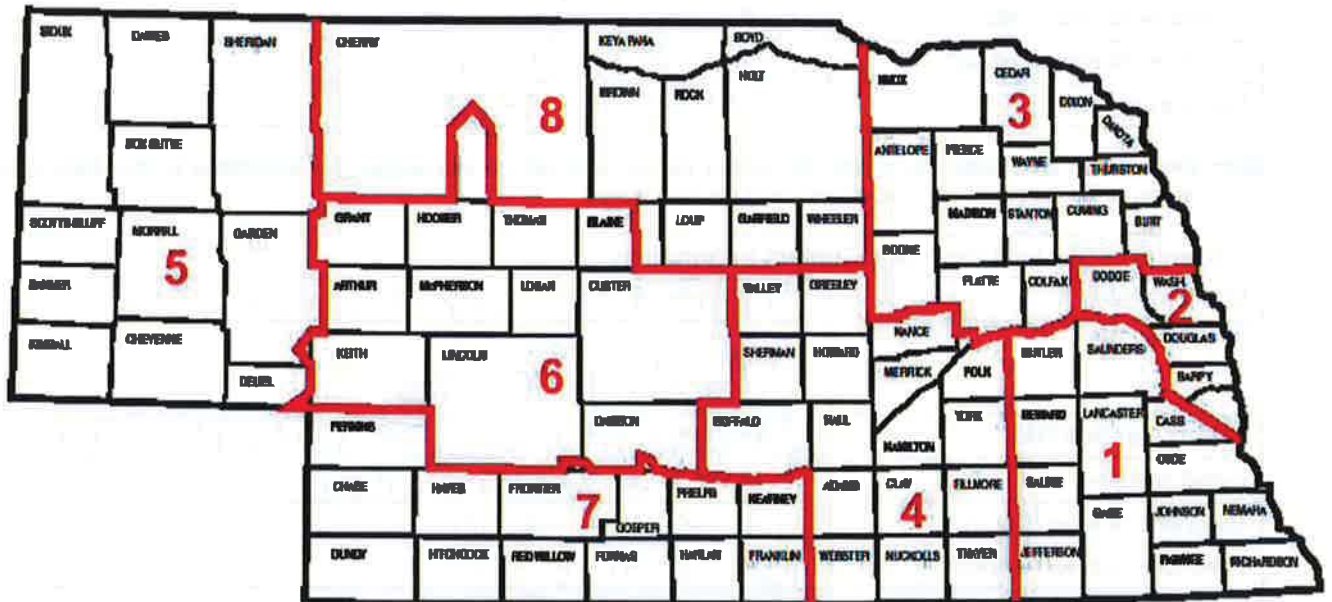 SIOUX
DAWES
SHERIDAN
CHERRY
KEYA PAHA
BOYD
HOLT
KNOX
CEDAR
DIXON
DAKOTA
BROWN
ROCK
8
3
BOX BUTTE
ANTELOPE
PIERCE
WAYNE
THURSTON
SCOTTS BLUFF
MORRILL
GARDEN
GRANT
HOOKER
THOMAS
BLAINE
LOUP
GARFIELD
WHEELER
BOONE
MADISON
STANTON
CUMING
BURT
5
BANNER
ARTHUR
McPHERSON
LOGAN
CUSTER
VALLEY
GREELEY
PLATTE
COLFAX
DODGE
WASH.
2
KIMBALL
CHEYENNE
DEUEL
KEITH
LINCOLN
6
SHERMAN
HOWARD
NANCE
MERRICK
POLK
BUTLER
SAUNDERS
DOUGLAS
SARPY
PERKINS
DAWSON
BUFFALO
HALL
HAMILTON
YORK
SEWARD
LANCASTER
CASS
OTOE
1
CHASE
HAYES
FRONTIER
7
GOSPER
PHELPS
KEARNEY
ADAMS
CLAY
4
FILLMORE
SALINE
GAGE
JOHNSON
NEMAHA
DUNDY
HITCHCOCK
RED WILLOW
FURNAS
HARLAN
FRANKLIN
WEBSTER
NUCKOLLS
THAYER
JEFFERSON
PAWNEE
RICHARDSON